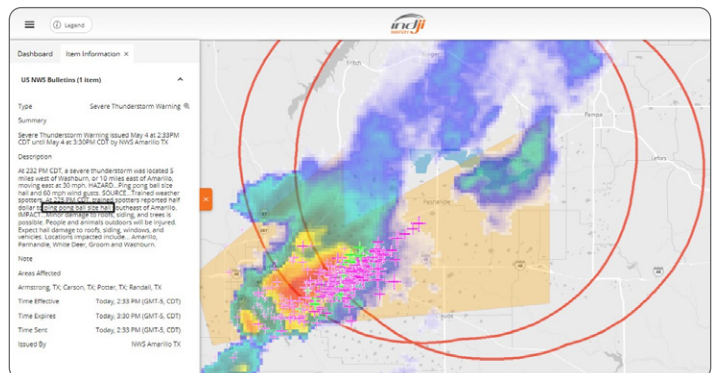 Legend
indji
Dashboard
Item Information ×
US NWS Bulletins (1 item)
Type
Severe Thunderstorm Warning
Summary
Severe Thunderstorm Warning issued May 4 at 2:33PM
CDT until May 4 at 3:30PM CDT by NWS Amarillo TX
Description
At 232 PM CDT, a severe thunderstorm was located 5
miles west of Washburn, or 10 miles east of Amarillo,
moving east at 30 mph. HAZARD...Ping pong ball size
hail and 60 mph wind gusts. SOURCE...Trained weather
spotters. At 225 PM CDT, trained spotters reported half
dollar to ping pong ball size hail southeast of Amarillo.
IMPACT...Minor damage to roofs, siding, and trees is
possible. People and animals outdoors will be injured.
Expect hail damage to roofs, siding, windows, and
vehicles. Locations impacted include... Amarillo,
Panhandle, White Deer, Groom and Washburn.
Note
Areas Affected
Armstrong, TX; Carson, TX; Potter, TX; Randall, TX
Time Effective
Today, 2:33 PM (GMT-5, CDT)
Time Expires
Today, 3:30 PM (GMT-5, CDT)
Time Sent
Today, 2:33 PM (GMT-5, CDT)
Issued By
NWS Amarillo TX
Fritch
Pampa
Lefors
Panhandle